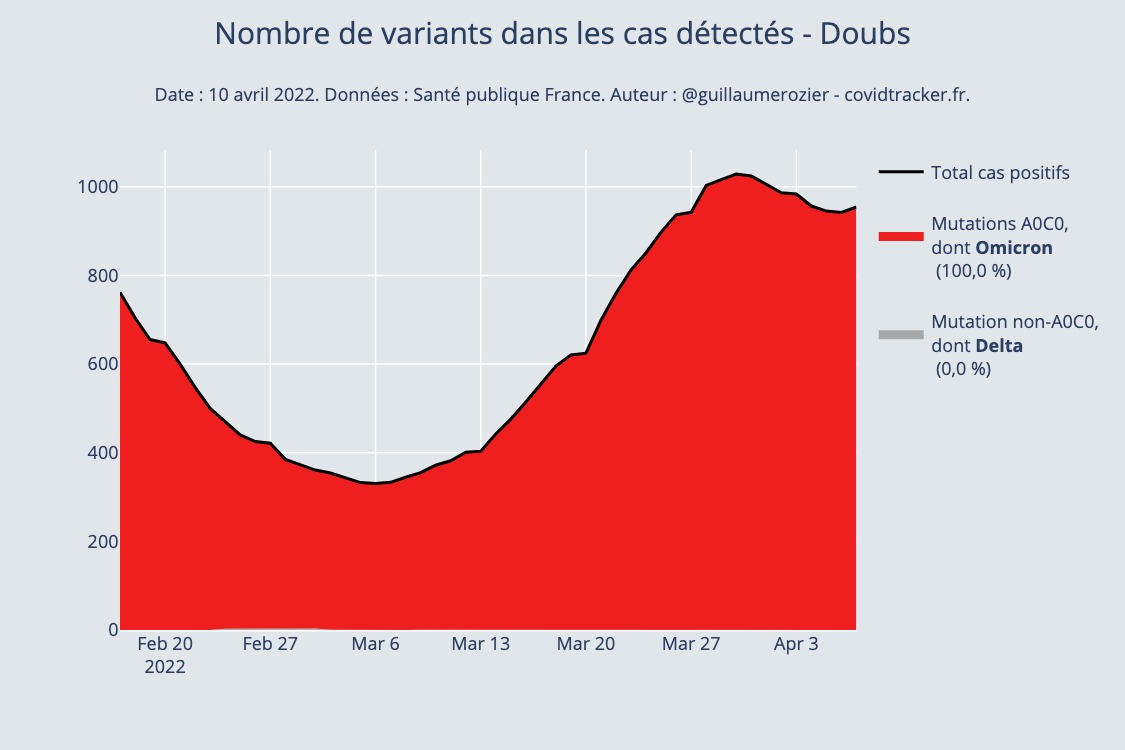 Nombre de variants dans les cas détectés - Doubs
Date : 10 avril 2022. Données : Santé publique France. Auteur : @guillaumerozier - covidtracker.fr.
Total cas positifs
Mutations A0C0,
dont Omicron
(100,0 %)
Mutation non-A0C0,
dont Delta
(0,0 %)
1000
800
600
400
200
0
Feb 20
2022
Feb 27
Mar 6
Mar 13
Mar 20
Mar 27
Apr 3